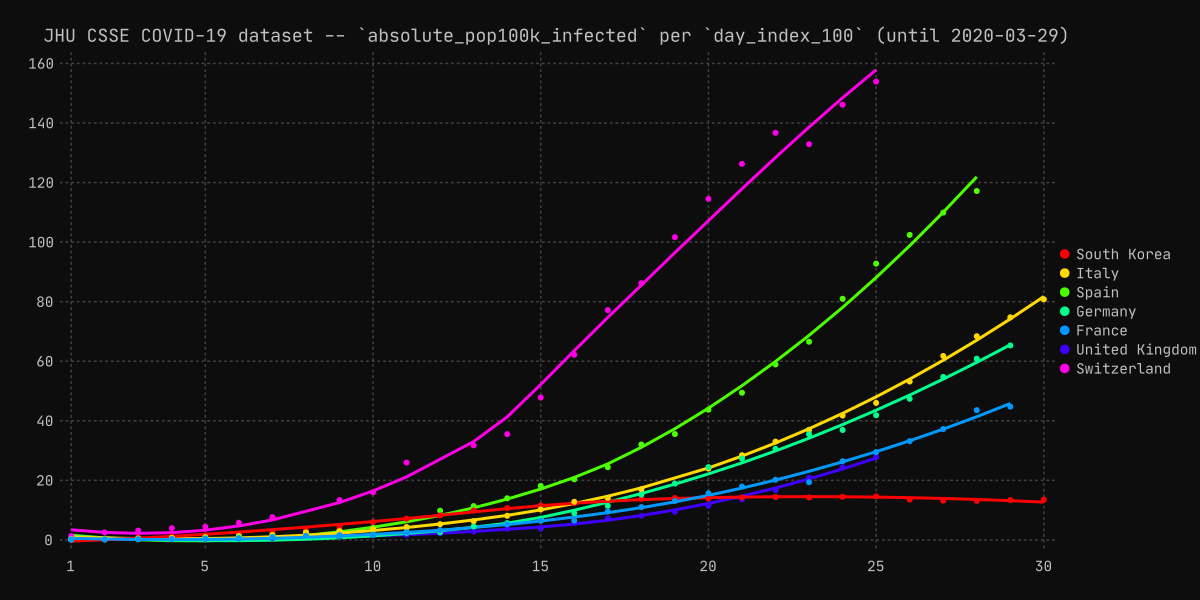 JHU CSSE COVID-19 dataset -- `absolute_pop100k_infected` per `day_index_100` (until 2020-03-29)
160
140
120
100
80
60
40
20
0
1 5 10 15 20 25 30
South Korea
Italy
Spain
Germany
France
United Kingdom
Switzerland